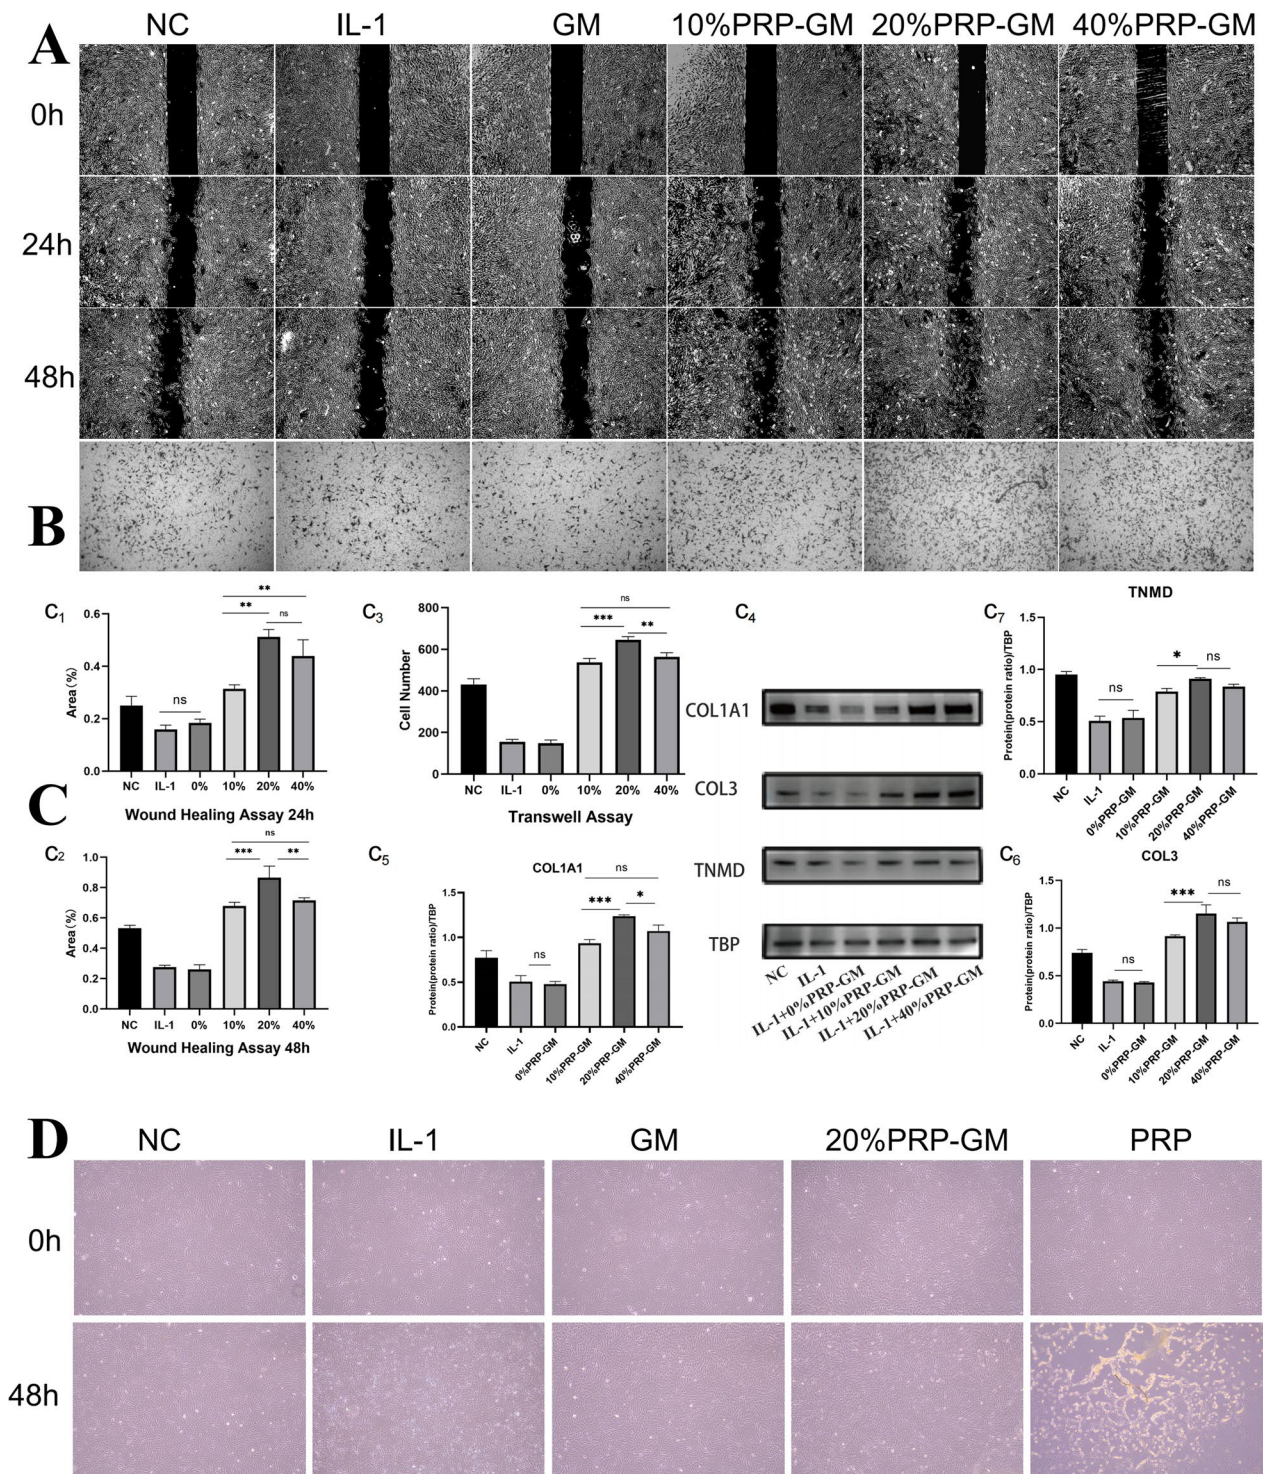 A
NC IL-1 GM 10%PRP-GM 20%PRP-GM 40%PRP-GM
0h
24h
48h
B
C
C1
0.6
0.4
0.2
0.0
Area(%)
ns
**
**
ns
NC IL-1 0% 10% 20% 40%
Wound Healing Assay 24h
C2
1.0
0.8
0.6
0.4
0.2
0.0
Area(%)
ns
***
**
NC IL-1 0% 10% 20% 40%
Wound Healing Assay 48h
C3
800
600
400
200
0
Cell Number
ns
***
**
NC IL-1 0% 10% 20% 40%
Transwell Assay
C4
COL1A1
COL3
TNMD
TBP
NC
IL-1
IL-1+0%PRP-GM
IL-1+10%PRP-GM
IL-1+20%PRP-GM
IL-1+40%PRP-GM
C5
COL1A1
1.5
1.0
0.5
0.0
Protein(protein ratio)/TBP
ns
ns
***
*
NC
IL-1
0%PRP-GM
10%PRP-GM
20%PRP-GM
40%PRP-GM
C7
TNMD
1.5
1.0
0.5
0.0
Protein(protein ratio)/TBP
ns
*
ns
NC
IL-1
0%PRP-GM
10%PRP-GM
20%PRP-GM
40%PRP-GM
C6
COL3
1.5
1.0
0.5
0.0
Protein(protein ratio)/TBP
ns
***
ns
NC
IL-1
0%PRP-GM
10%PRP-GM
20%PRP-GM
40%PRP-GM
D
NC IL-1 GM 20%PRP-GM PRP
0h
48h